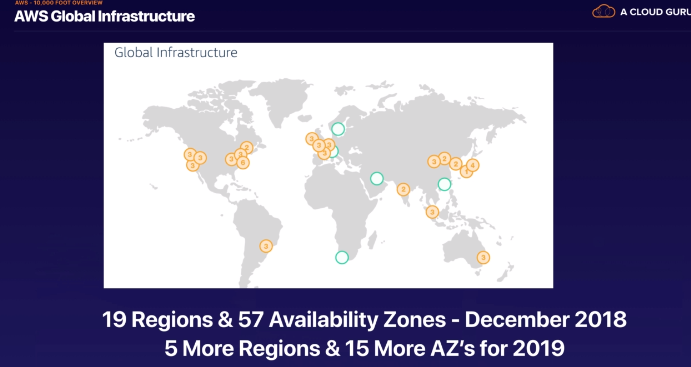 AWS - 10,000 FOOT OVERVIEW
AWS Global Infrastructure
A CLOUD GURU
Global Infrastructure
19 Regions & 57 Availability Zones - December 2018
5 More Regions & 15 More AZ's for 2019